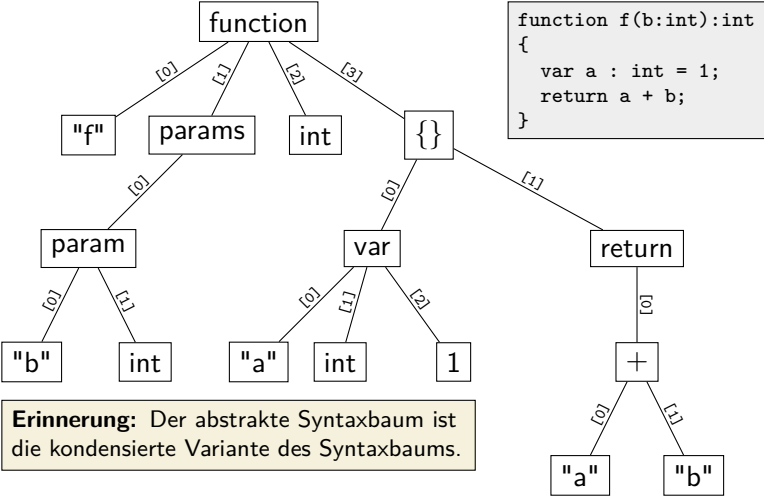 function
function f(b:int):int
{
var a : int = 1;
return a + b;
}
[0]
[1]
[2]
[3]
"f"
params
int
{}
[0]
[0]
[1]
param
var
return
[0]
[1]
[0]
[1]
[2]
[0]
"b"
int
"a"
int
1
+
Erinnerung: Der abstrakte Syntaxbaum ist
die kondensierte Variante des Syntaxbaums.
[0]
[1]
"a"
"b"